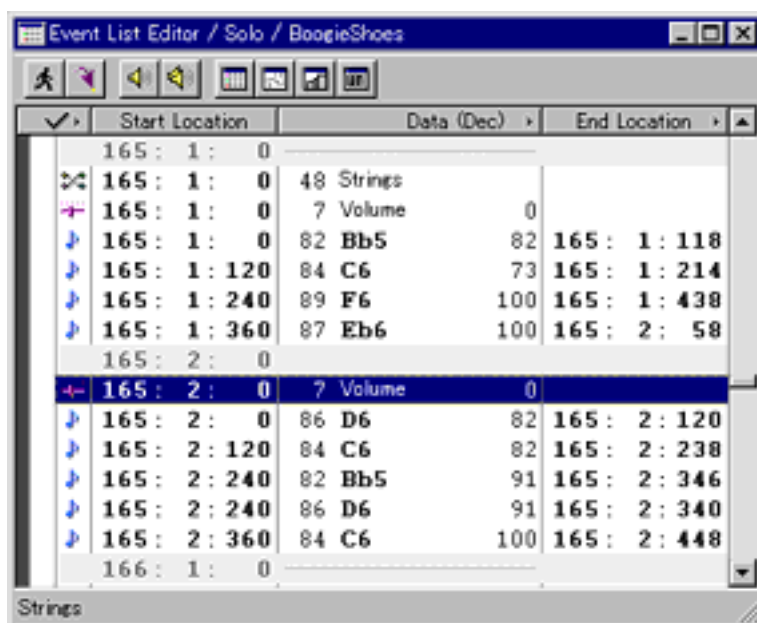 Event List Editor / Solo / BoogieShoes
Start Location Data (Dec) End Location
165: 1: 0
165: 1: 0 48 Strings
165: 1: 0 7 Volume 0
165: 1: 0 82 Bb5 82 165: 1:118
165: 1:120 84 C6 73 165: 1:214
165: 1:240 89 F6 100 165: 1:438
165: 1:360 87 Eb6 100 165: 2: 58
165: 2: 0
165: 2: 0 7 Volume 0
165: 2: 0 86 D6 82 165: 2:120
165: 2:120 84 C6 82 165: 2:238
165: 2:240 82 Bb5 91 165: 2:346
165: 2:240 86 D6 91 165: 2:340
165: 2:360 84 C6 100 165: 2:448
166: 1: 0
Strings